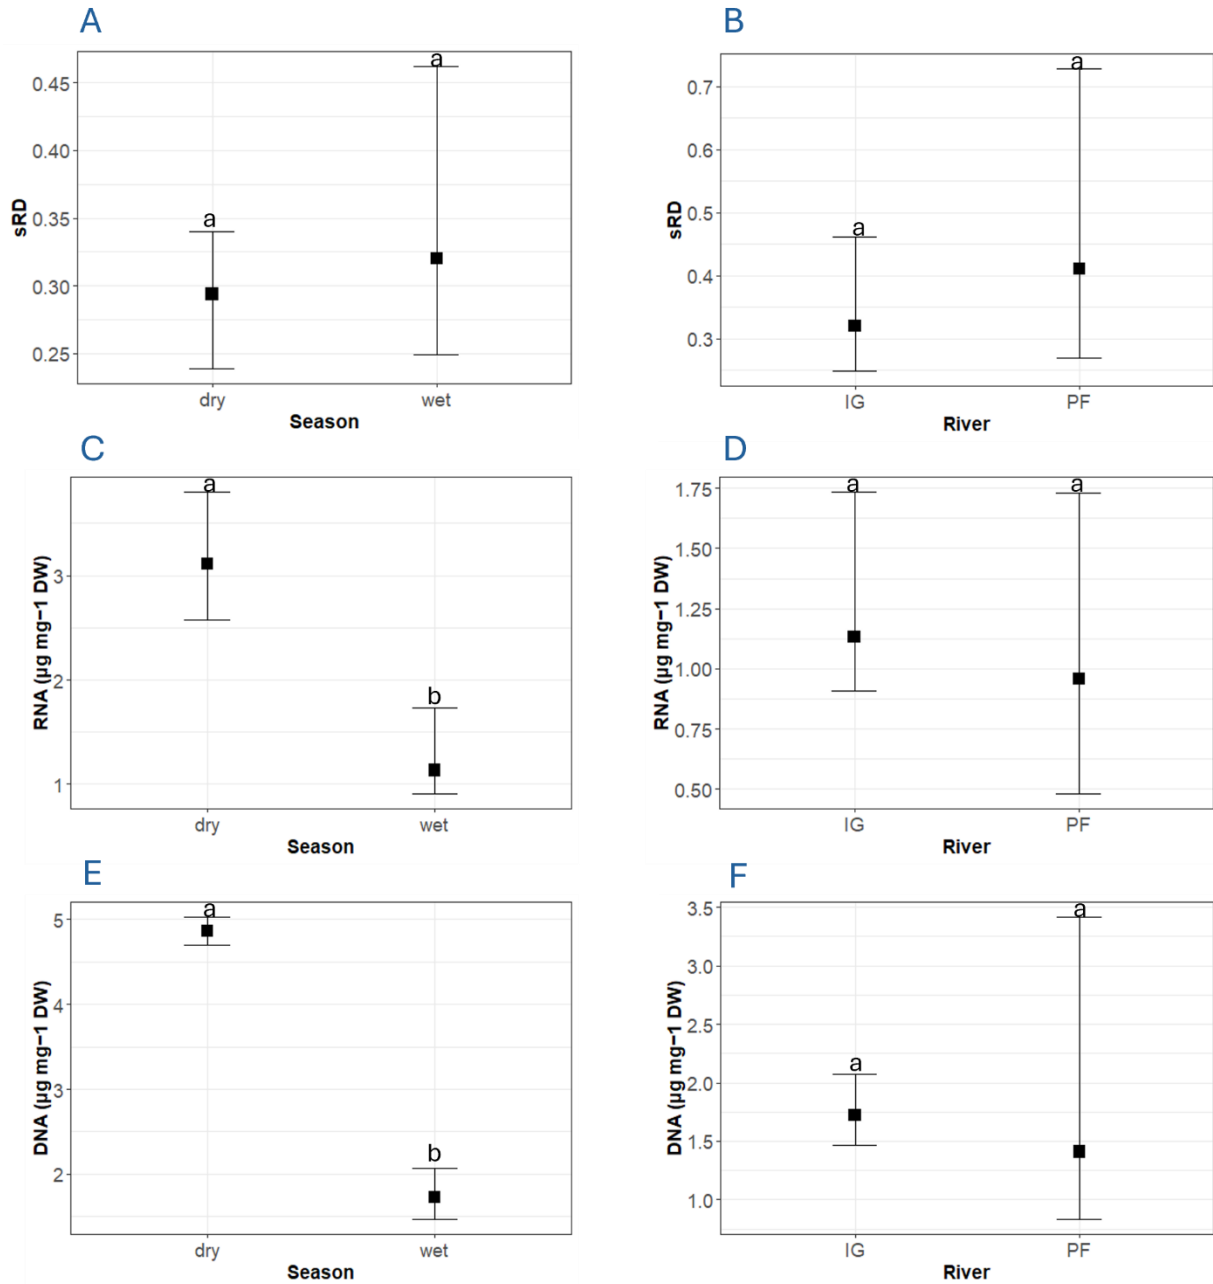 A
B
a
a
0.45
0.40
0.35
0.30
0.25
sRD
a
dry
wet
Season
a
0.7
0.6
0.5
0.4
0.3
sRD
a
IG
PF
River
C
D
a
3
2
1
RNA (µg mg−1 DW)
b
dry
wet
Season
a
a
1.75
1.50
1.25
1.00
0.75
0.50
RNA (µg mg−1 DW)
IG
PF
River
E
F
a
5
4
3
2
DNA (µg mg−1 DW)
b
dry
wet
Season
a
3.5
3.0
2.5
2.0
1.5
1.0
DNA (µg mg−1 DW)
a
IG
PF
River